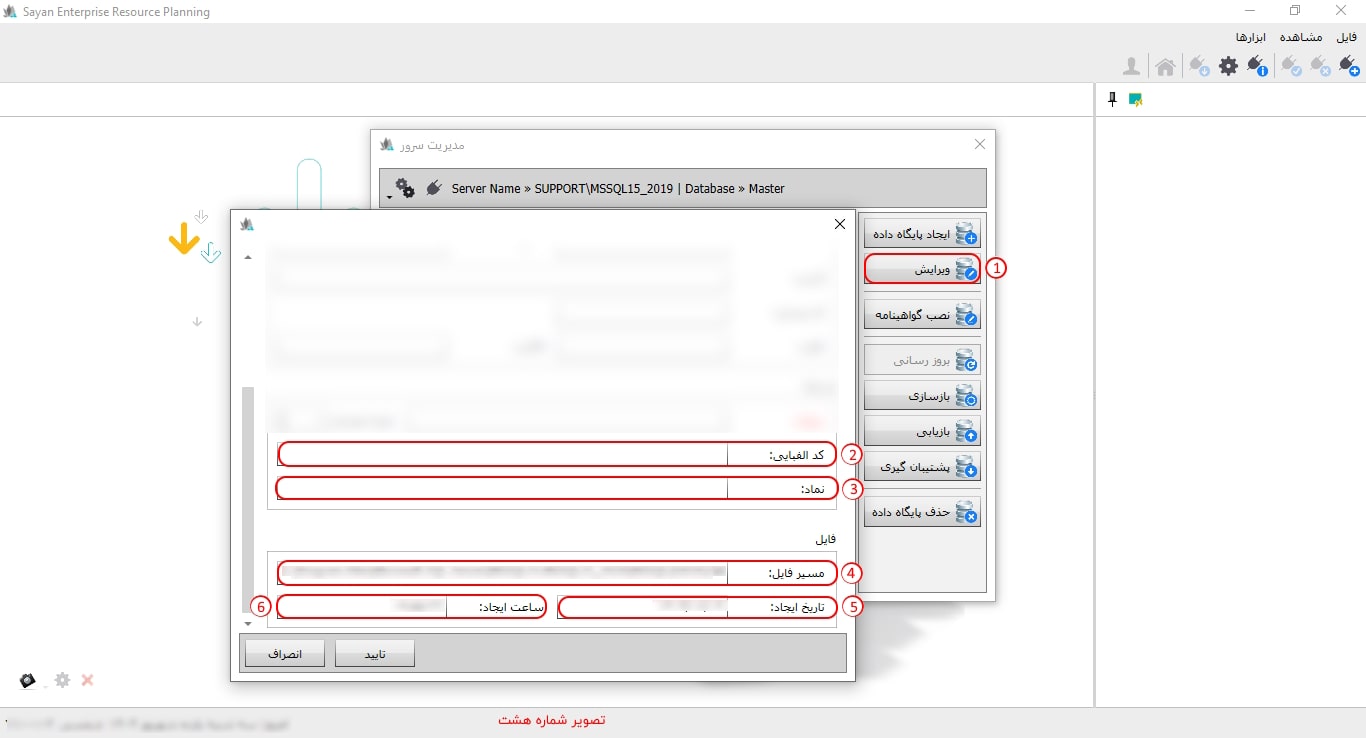 Sayan Enterprise Resource Planning
فایل مشاهده ابزارها
مدیریت سرور
Server Name » SUPPORT\MSSQL15_2019 | Database » Master
ایجاد پایگاه داده
ویرایش 1
نصب گواهینامه
بروز رسانی
بازسازی
بازیابی
پشتیبان گیری
حذف پایگاه داده
2 کد الفبایی:
3 نماد:
فایل
4 مسیر فایل:
5 تاریخ ایجاد: ساعت ایجاد: 6
تایید انصراف
تصویر شماره هشت